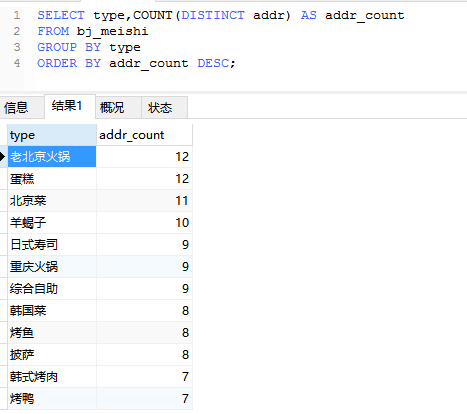 1 SELECT type,COUNT(DISTINCT addr) AS addr_count
2 FROM bj_meishi
3 GROUP BY type
4 ORDER BY addr_count DESC;
信息 结果1 概况 状态
type addr_count
老北京火锅 12
蛋糕 12
北京菜 11
羊蝎子 10
日式寿司 9
重庆火锅 9
综合自助 9
韩国菜 8
烤鱼 8
披萨 8
韩式烤肉 7
烤鸭 7